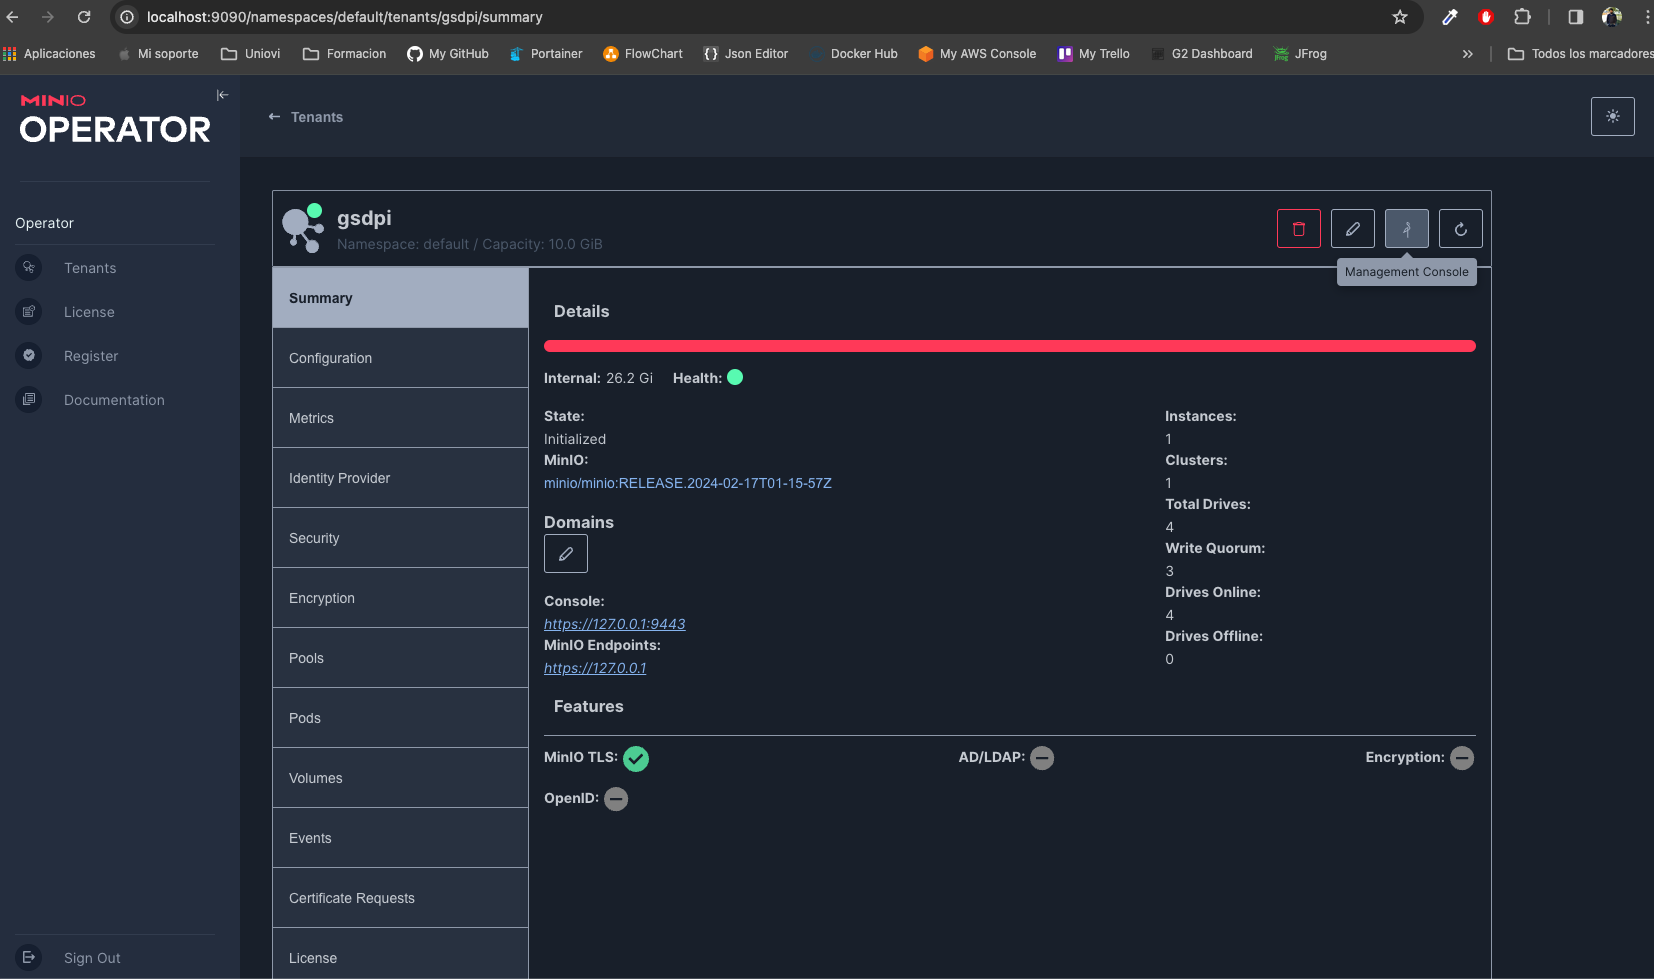 localhost:9090/namespaces/default/tenants/gsdpi/summary
Aplicaciones Mi soporte Uniovi Formacion My GitHub Portainer FlowChart {} Json Editor Docker Hub My AWS Console My Trello G2 Dashboard JFrog » Todos los marcadores
MINIO
OPERATOR
Operator
Tenants
License
Register
Documentation
Sign Out
← Tenants
gsdpi
Namespace: default / Capacity: 10.0 GiB
Management Console
Summary
Configuration
Metrics
Identity Provider
Security
Encryption
Pools
Pods
Volumes
Events
Certificate Requests
License
Details
Internal: 26.2 Gi Health:
State:
Initialized
MinIO:
minio/minio:RELEASE.2024-02-17T01-15-57Z
Domains
Console:
https://127.0.0.1:9443
MinIO Endpoints:
https://127.0.0.1
Instances:
1
Clusters:
1
Total Drives:
4
Write Quorum:
3
Drives Online:
4
Drives Offline:
0
Features
MinIO TLS: AD/LDAP: Encryption:
OpenID: